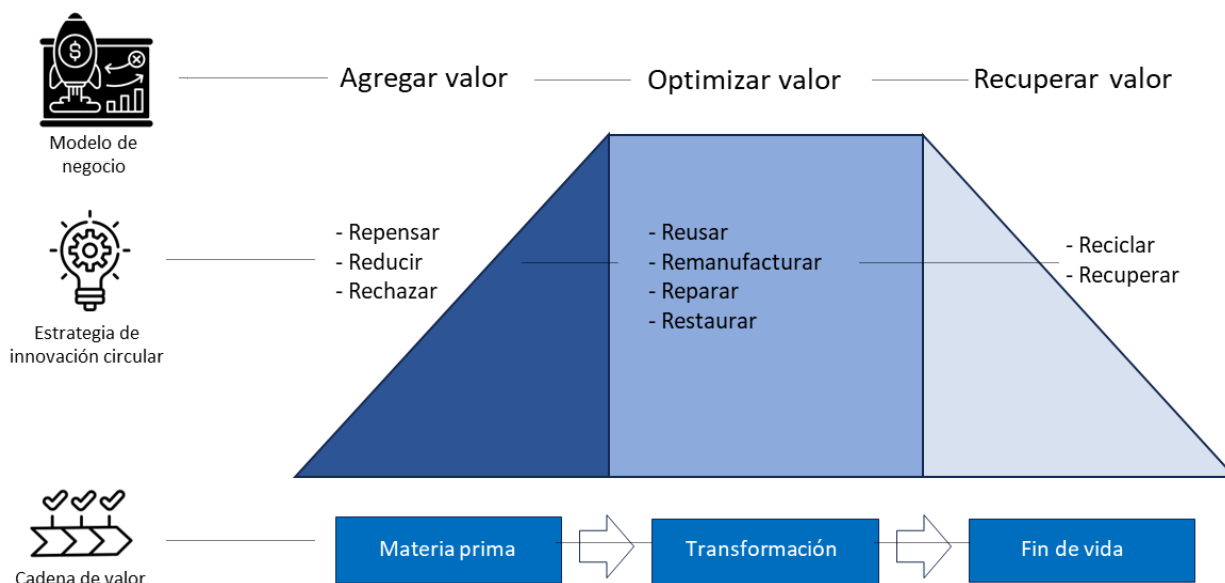 Agregar valor
Optimizar valor
Recuperar valor
Modelo de
negocio
- Repensar
- Reducir
- Rechazar
- Reusar
- Remanufacturar
- Reparar
- Restaurar
- Reciclar
- Recuperar
Estrategia de
innovación circular
Materia prima
Transformación
Fin de vida
Cadena de valor